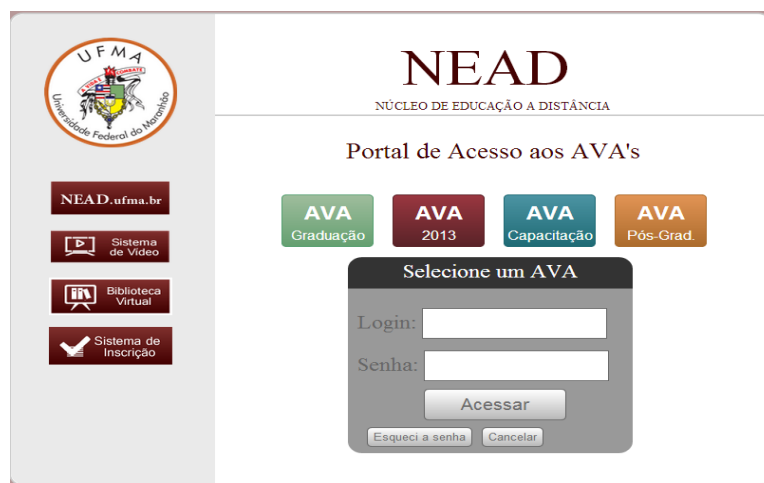 UFMA
Universidade Federal do Maranhão
NEAD
NÚCLEO DE EDUCAÇÃO A DISTÂNCIA
Portal de Acesso aos AVA's
NEAD.ufma.br
Sistema
de Vídeo
Biblioteca
Virtual
Sistema de
Inscrição
AVA
Graduação
AVA
2013
AVA
Capacitação
AVA
Pós-Grad.
Selecione um AVA
Login:
Senha:
Acessar
Esqueci a senha
Cancelar